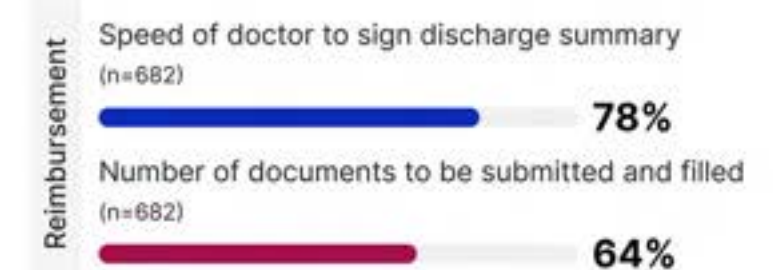 Reimbursement
Speed of doctor to sign discharge summary
(n=682)
78%
Number of documents to be submitted and filled
(n=682)
64%